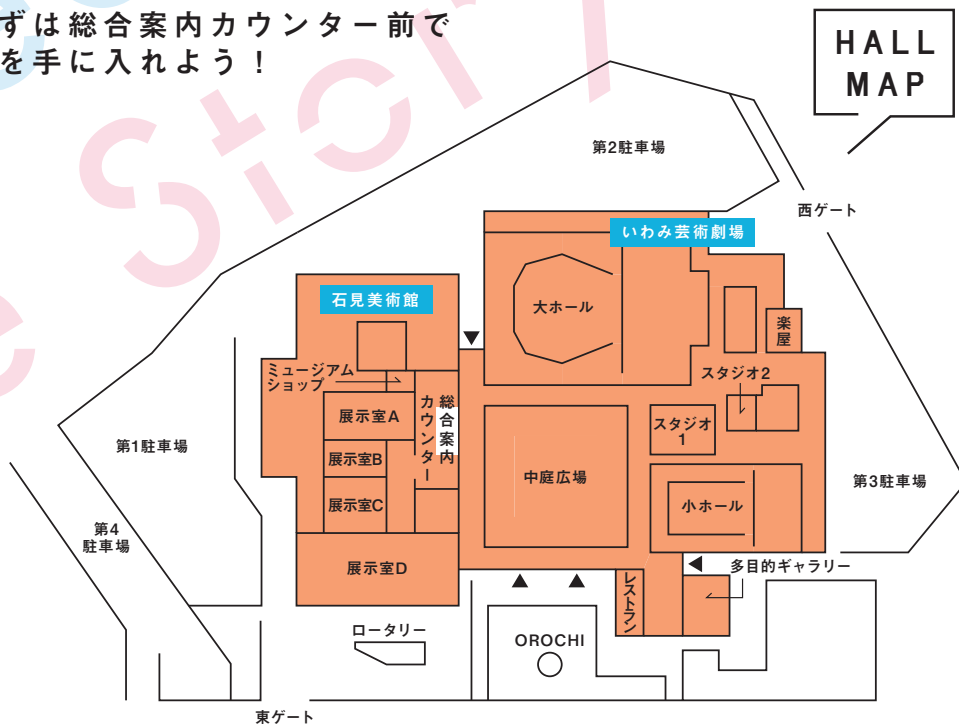 ずは総合案内カウンター前で
を手に入れよう！
HALL
MAP
Story
第2駐車場
西ゲート
いわみ芸術劇場
石見美術館
大ホール
楽屋
ミュージアム
ショップ
スタジオ2
展示室A
総合案内
カウンター
スタジオ
1
第1駐車場
展示室B
中庭広場
第3駐車場
展示室C
小ホール
第4
駐車場
展示室D
多目的ギャラリー
レストラン
ロータリー
OROCHI
東ゲート